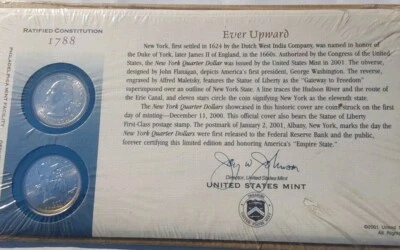 RATIFIED CONSTITUTION
1788
Ever Upward
New York, first settled in 1624 by the Dutch West India Company, was named in honor of
the Duke of York, later James II of England, in the 1660s. Authorized by the Congress of the United
States, the New York Quarter Dollar was issued by the United States Mint in 2001. The obverse,
designed by John Flanagan, depicts America's first president, George Washington. The reverse,
engraved by Alfred Maletsky, features the Statue of Liberty as the "Gateway to Freedom"
superimposed over an outline of New York State. A line traces the Hudson River and the route of
the Erie Canal, and eleven stars circle the coin signifying New York as the eleventh state.
The New York Quarter Dollars showcased in this historic cover are coins struck on the first
day of minting—December 11, 2000. This official cover also bears the Statue of Liberty
First-Class postage stamp. The postmark of January 2, 2001, Albany, New York, marks the day the
New York Quarter Dollars were first released to the Federal Reserve Bank and the public,
forever certifying this limited edition and honoring America's "Empire State."
Director, United States Mint
UNITED STATES MINT
©2001, United
All Rights
PHILADELPHIA MINT FACILITY